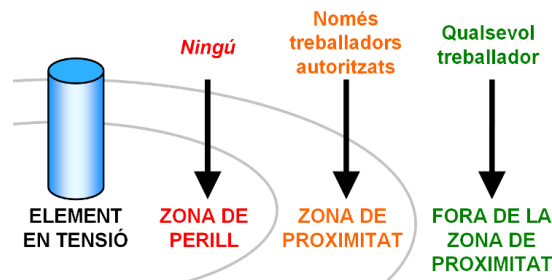 Ningú
Només
treballadors
autoritzats
Qualsevol
treballador
ELEMENT
EN TENSIÓ
ZONA DE
PERILL
ZONA DE
PROXIMITAT
FORA DE LA
ZONA DE
PROXIMITAT